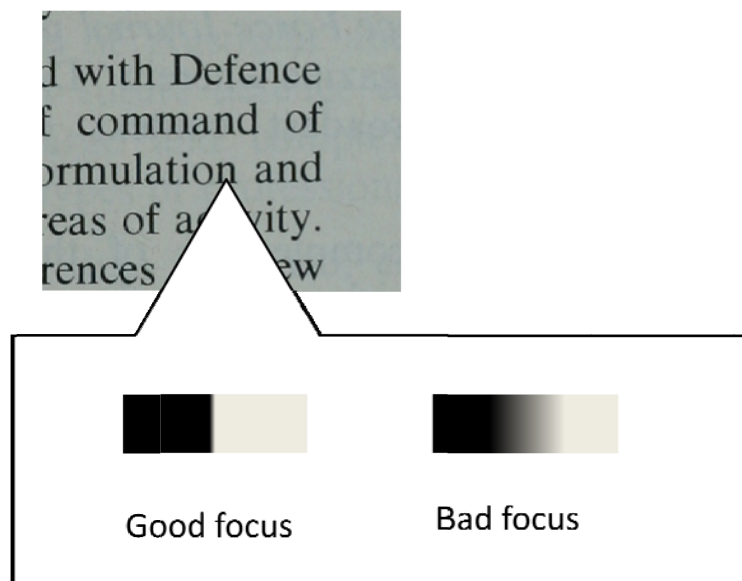 d with Defence
f command of
ormulation and
reas of a vity.
rences ew
Good focus Bad focus